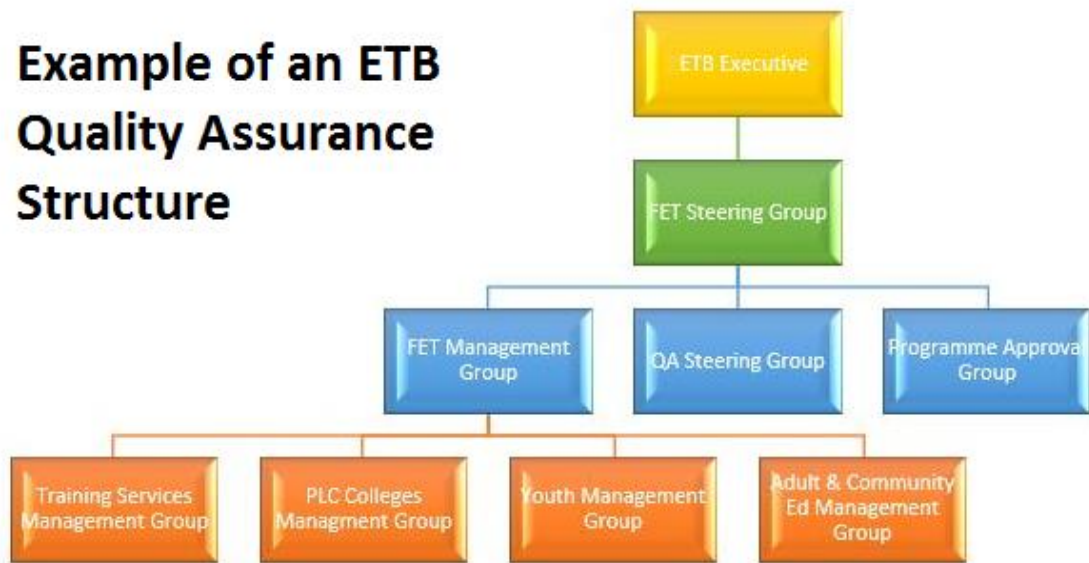 Example of an ETB
Quality Assurance
Structure
ETB Executive
FET Steering Group
FET Management
Group
QA Steering Group
Programme Approva
Group
Training Services
Management Group
PLC Colleges
Managment Group
Youth Management
Group
Adult & Community
Ed Management
Group